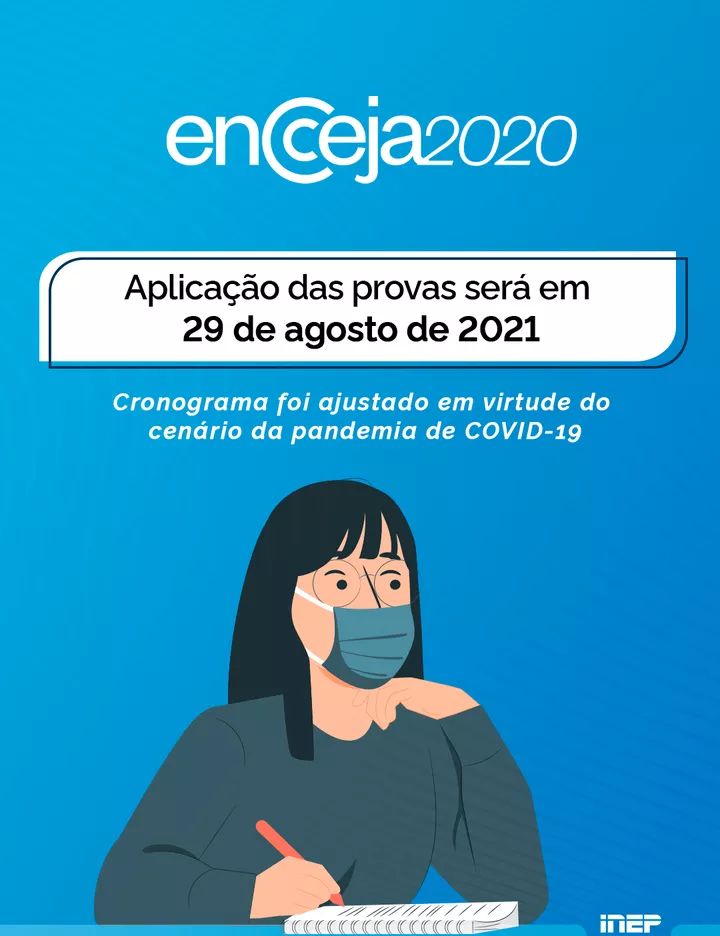 encceja2020
Aplicação das provas será em
29 de agosto de 2021
Cronograma foi ajustado em virtude do
cenário da pandemia de COVID-19
INEP